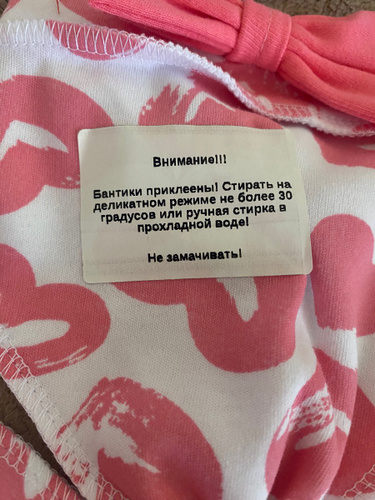 Внимание!!!
Бантики приклеены! Стирать на
деликатном режиме не более 30
градусов или ручная стирка в
прохладной воде!
Не замачивать!